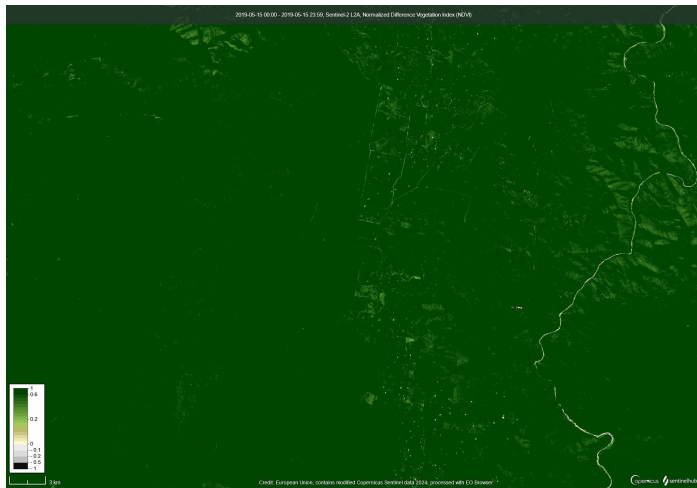 2019-05-15 00:00 - 2019-05-15 23:59, Sentinel-2 L2A, Normalized Difference Vegetation Index (NDVI)
1
0.6
0.2
0
- 0.1
- 0.2
- 0.5
- 1
3 km
Credit: European Union, contains modified Copernicus Sentinel data 2024, processed with EO Browser
opernicus
sentinelhub